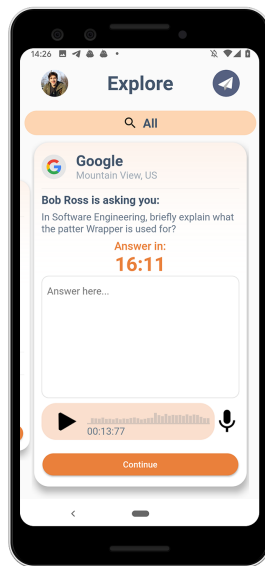 14:26
Explore
All
Google
Mountain View, US
Bob Ross is asking you:
In Software Engineering, briefly explain what
the patter Wrapper is used for?
Answer in:
16:11
Answer here...
00:13:77
Continue